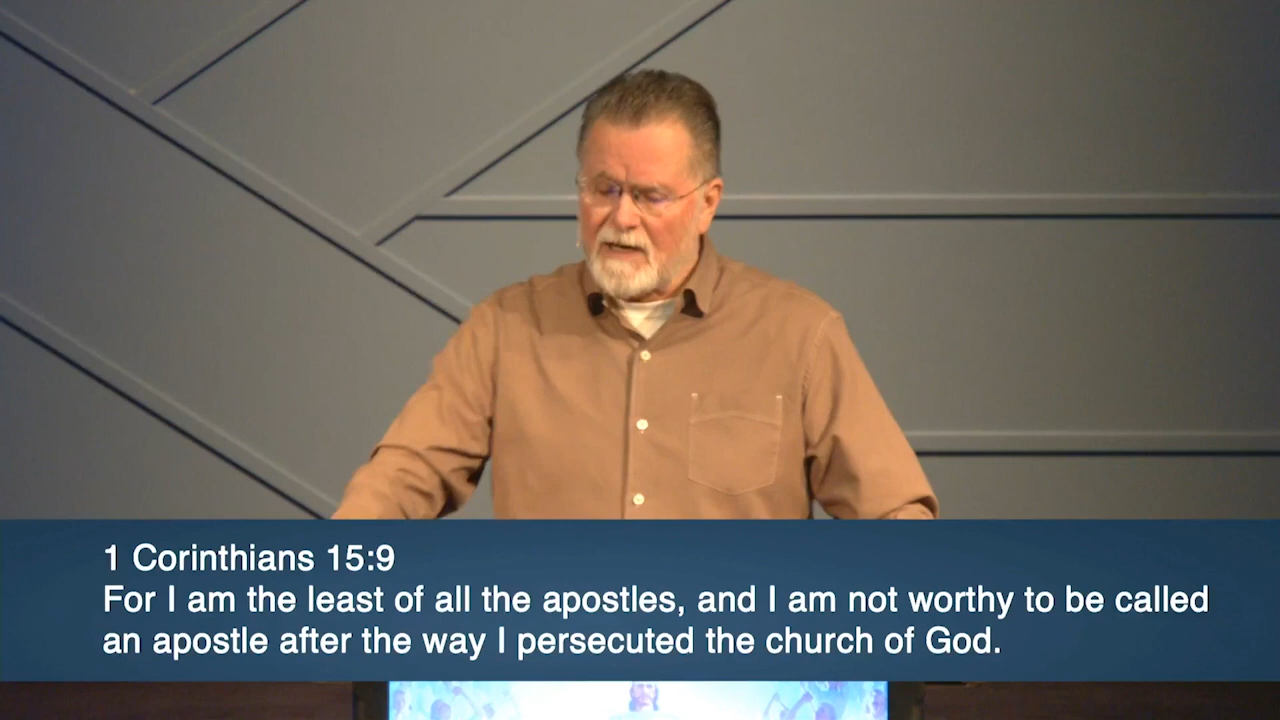 1 Corinthians 15:9
For I am the least of all the apostles, and I am not worthy to be called
an apostle after the way I persecuted the church of God.